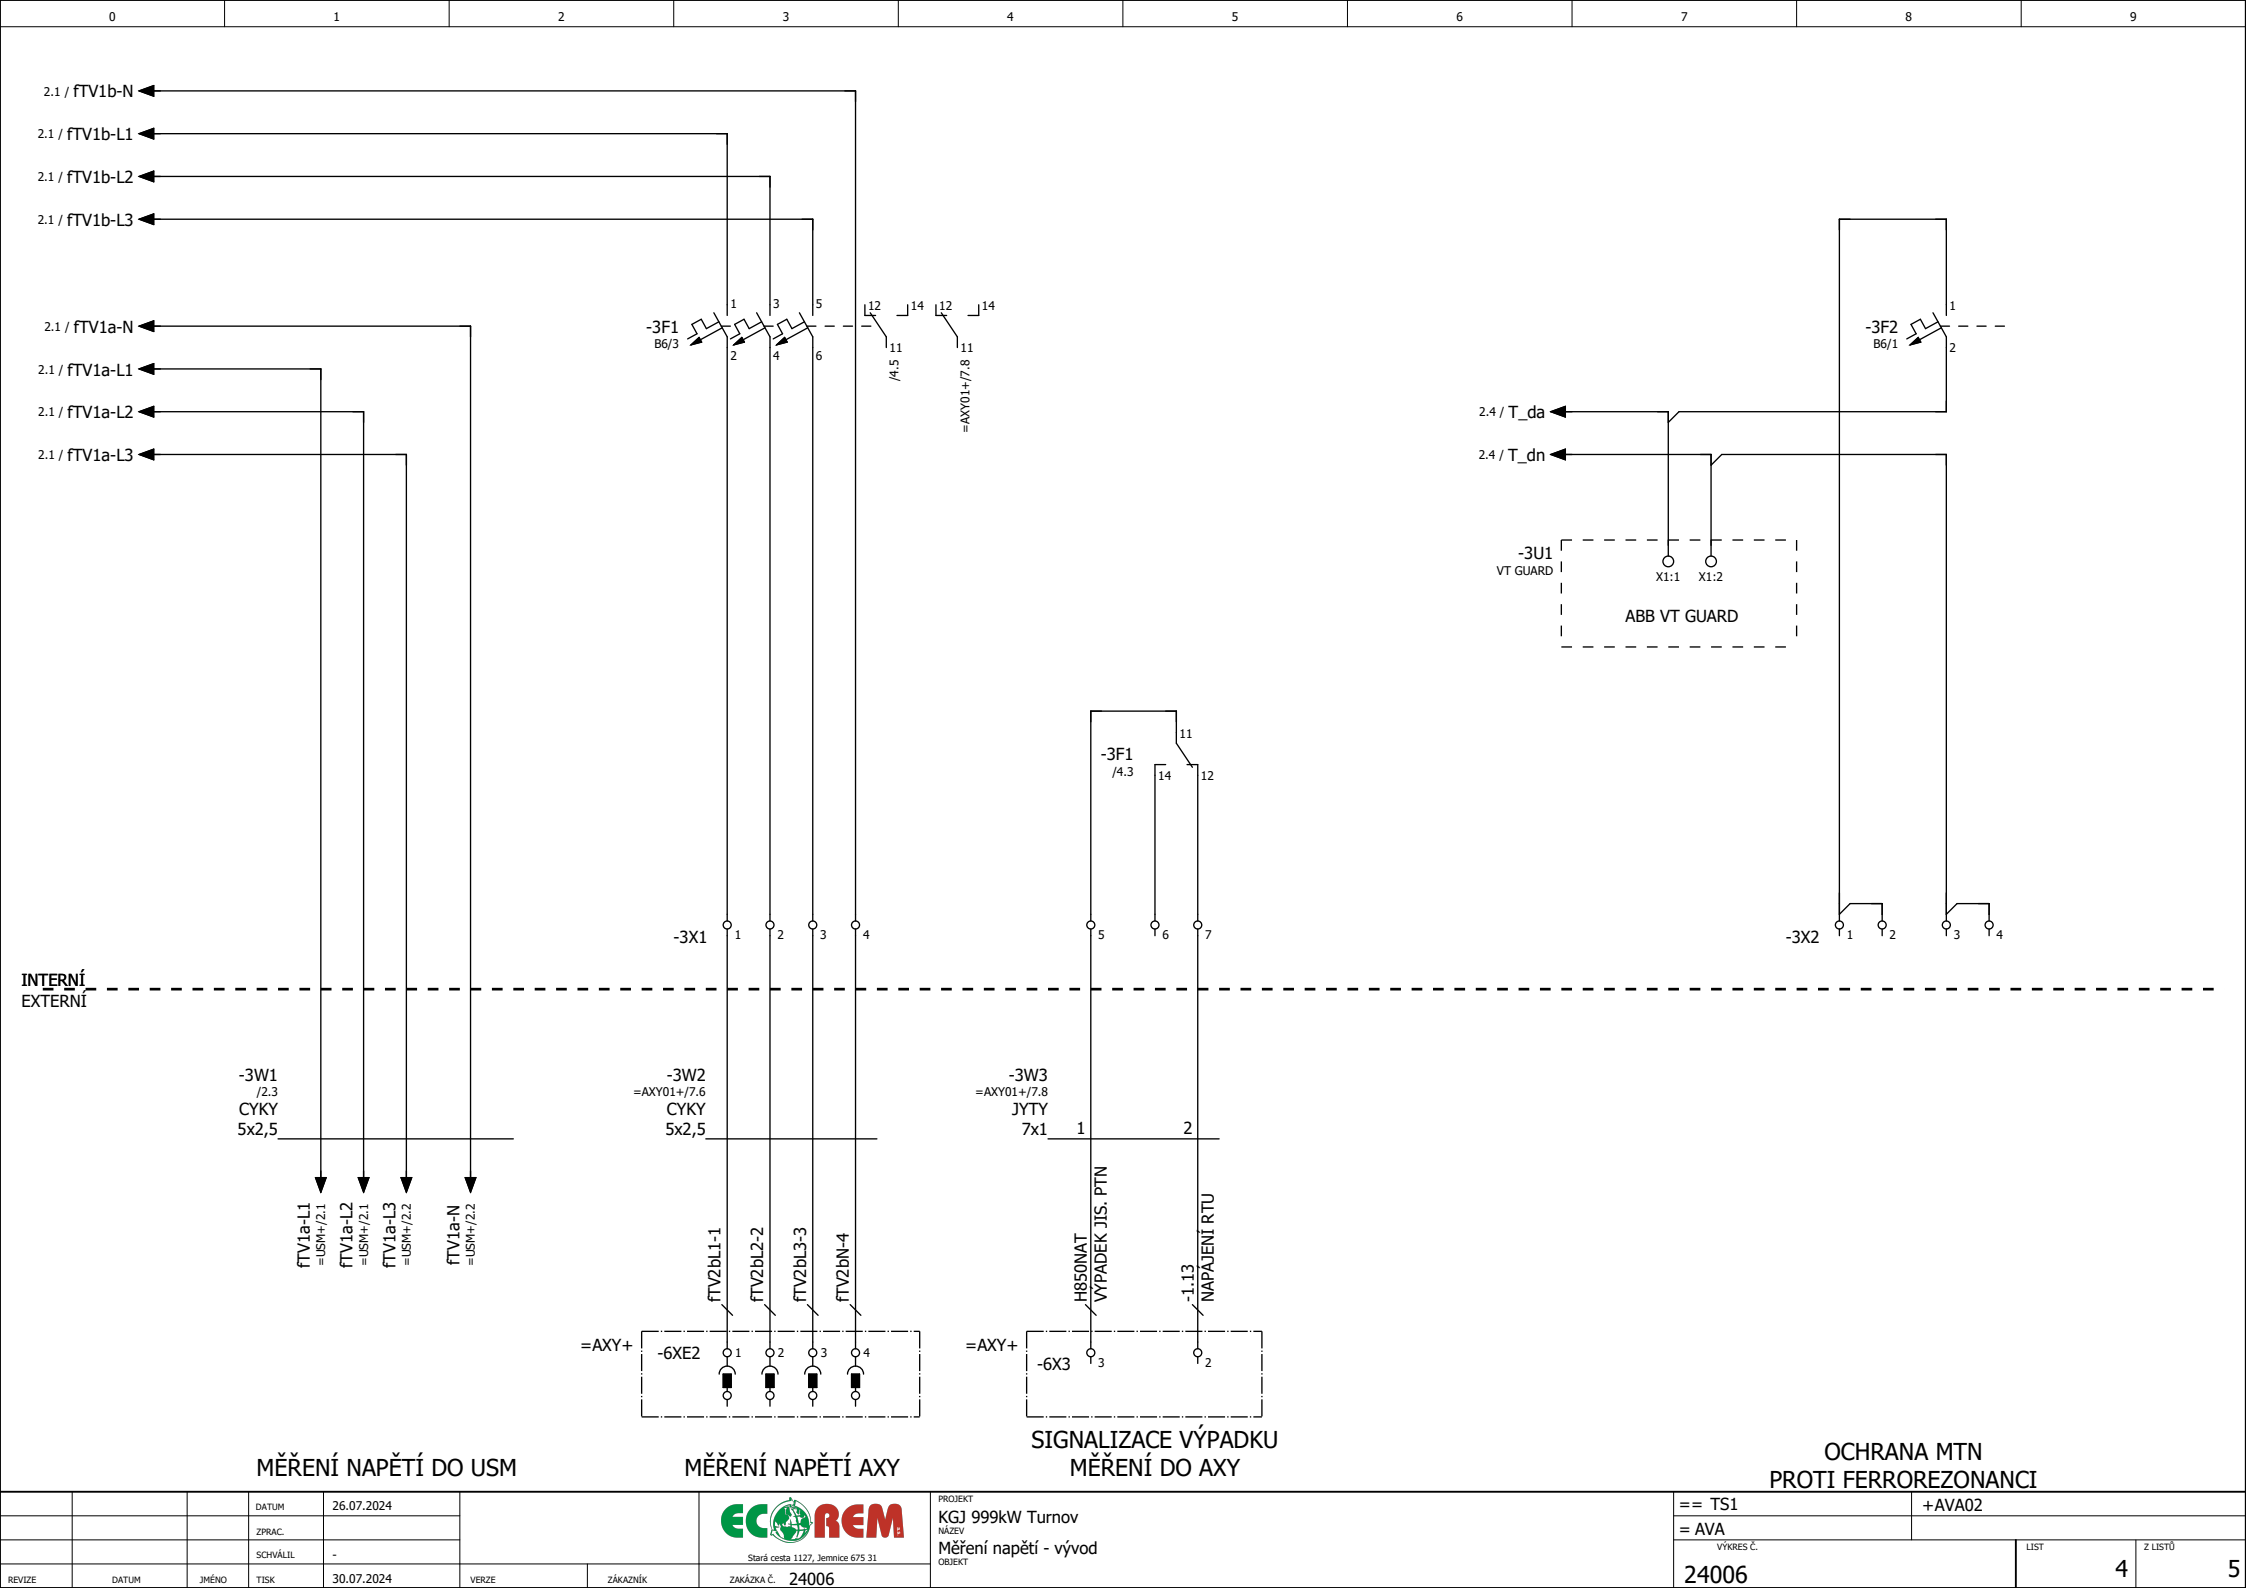 0 1 2 3 4 5 6 7 8 9
2.1 / fTV1b-N
2.1 / fTV1b-L1
2.1 / fTV1b-L2
2.1 / fTV1b-L3
2.1 / fTV1a-N
2.1 / fTV1a-L1
2.1 / fTV1a-L2
2.1 / fTV1a-L3
-3F1
B6/3
1 3 5
2 4 6
12 14
11
/4.5
12 14
11
=AXY01+/7.8
-3F2
B6/1
1
2
2.4 / T_da
2.4 / T_dn
-3U1
VT GUARD
X1:1 X1:2
ABB VT GUARD
-3F1
/4.3
11
14 12
-3X1
1 2 3 4
5 6 7
-3X2
1 2 3 4
INTERNÍ
EXTERNÍ
-3W1
/2.3
CYKY
5x2,5
-3W2
=AXY01+/7.6
CYKY
5x2,5
-3W3
=AXY01+/7.8
JYTY
7x1
1 2
fTV1a-L1
=USM+/2.1
fTV1a-L2
=USM+/2.1
fTV1a-L3
=USM+/2.2
fTV1a-N
=USM+/2.2
fTV2bL1-1
fTV2bL2-2
fTV2bL3-3
fTV2bN-4
H850NAT
VÝPADEK JIS. PTN
-1.13
NAPÁJENÍ RTU
=AXY+
-6XE2
1 2 3 4
=AXY+
-6X3
3 2
MĚŘENÍ NAPĚTÍ DO USM
MĚŘENÍ NAPĚTÍ AXY
SIGNALIZACE VÝPADKU
MĚŘENÍ DO AXY
OCHRANA MTN
PROTI FERROREZONANCI
DATUM 26.07.2024
ZPRAC.
SCHVÁLIL -
REVIZE DATUM JMÉNO TISK 30.07.2024 VERZE ZÁKAZNÍK
ECOREM
Stará cesta 1127, Jemnice 675 31
ZAKÁZKA Č. 24006
PROJEKT
KGJ 999kW Turnov
NÁZEV
Měření napětí - vývod
OBJEKT
== TS1 +AVA02
= AVA
VÝKRES Č.
24006
LIST
4
Z LISTŮ
5